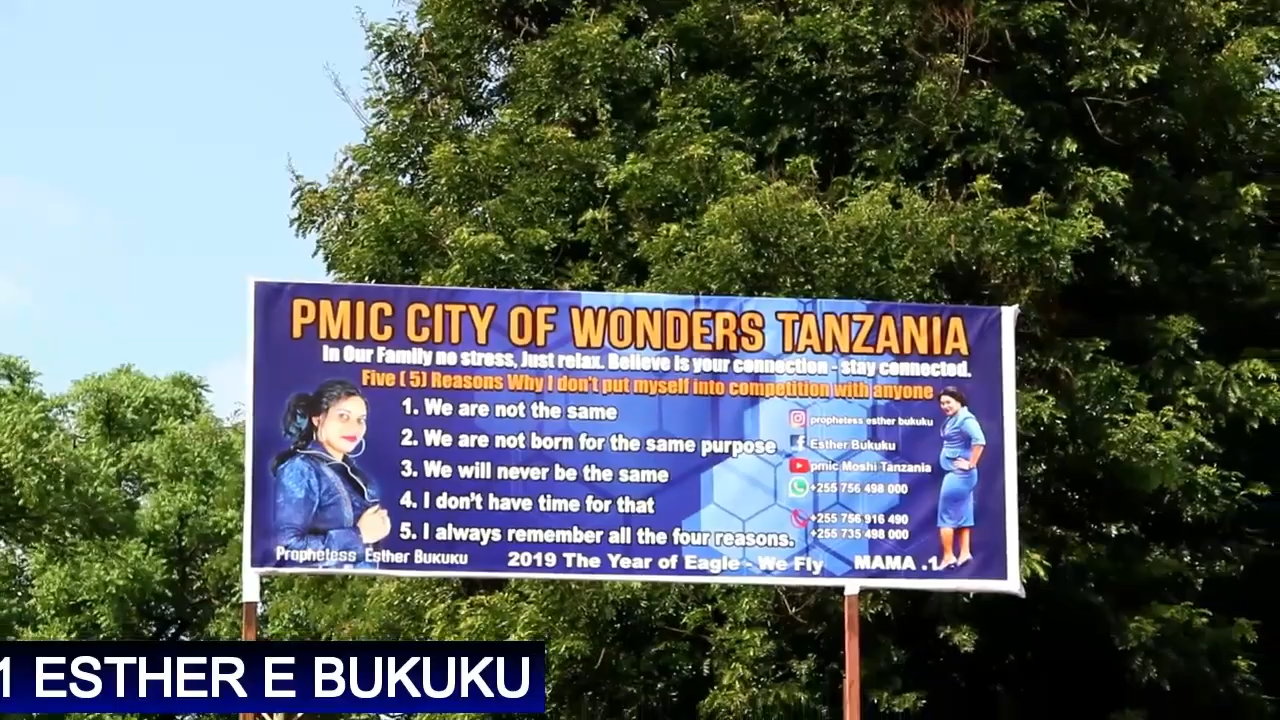 PMIC CITY OF WONDERS TANZANIA
In Our Family no stress, Just relax. Believe is your connection - stay connected.
Five ( 5) Reasons Why I don't put myself into competition with anyone
1. We are not the same
2. We are not born for the same purpose
3. We will never be the same
4. I don't have time for that
5. I always remember all the four reasons.
prophetess esther bukuku
Esther Bukuku
pmic Moshi Tanzania
+255 756 498 000
+255 756 916 490
+255 735 498 000
Prophetess Esther Bukuku
2019 The Year of Eagle - We Fly
MAMA .1
1 ESTHER E BUKUKU